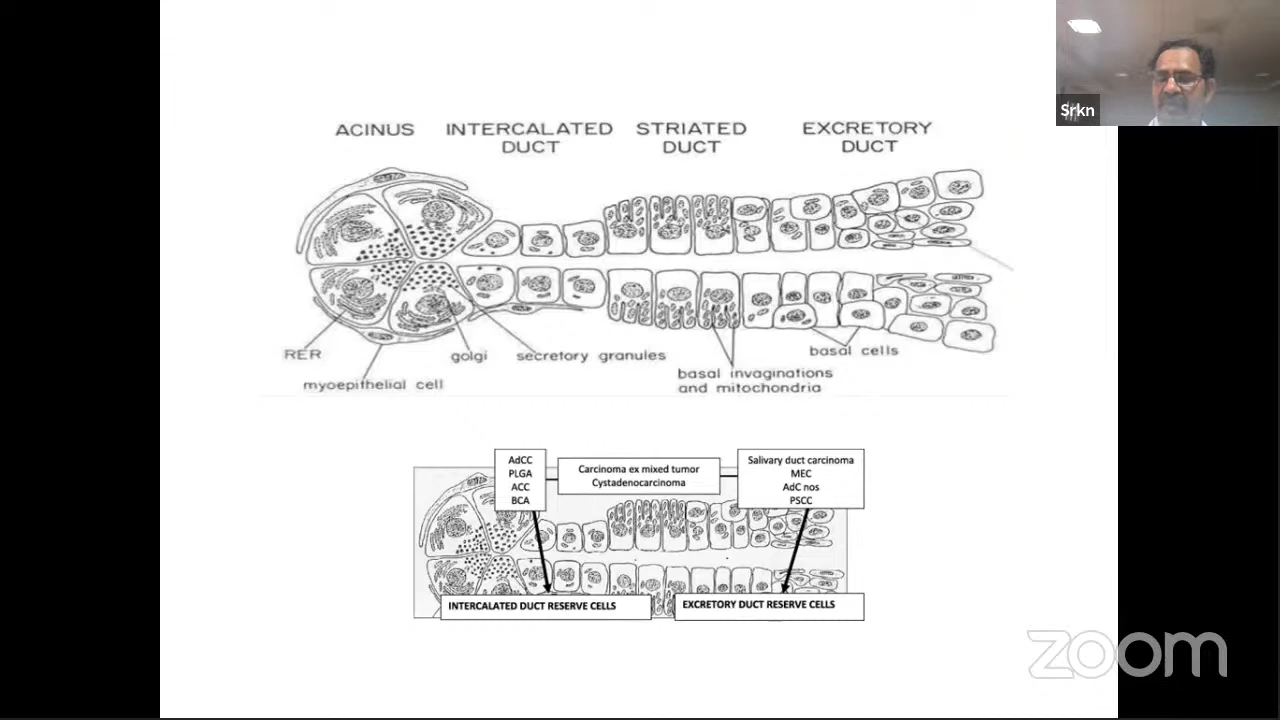 Srkn
ACINUS INTERCALATED DUCT STRIATED DUCT EXCRETORY DUCT
RER
myoepithelial cell
golgi
secretory granules
basal invaginations
and mitochondria
basal cells
AdCC
PLGA
ACC
BCA
Carcinoma ex mixed tumor
Cystadenocarcinoma
Salivary duct carcinoma
MEC
AdC nos
PSCC
INTERCALATED DUCT RESERVE CELLS
EXCRETORY DUCT RESERVE CELLS
zoom